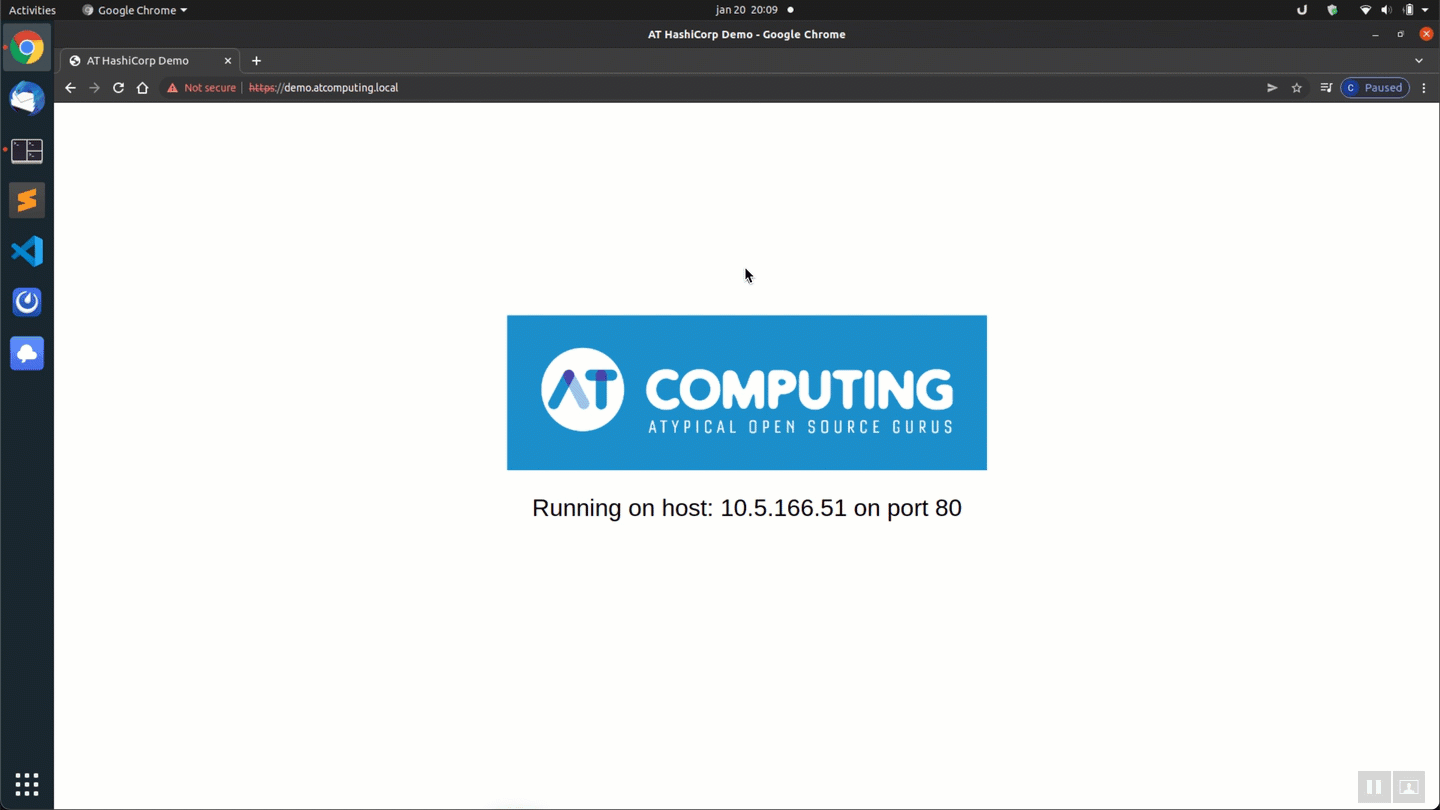 Activities
Google Chrome
jan 20 20:09
AT HashiCorp Demo - Google Chrome
AT HashiCorp Demo
Not secure
https://demo.atcomputing.local
C Paused
AT COMPUTING
ATYPICAL OPEN SOURCE GURUS
Running on host: 10.5.166.51 on port 80